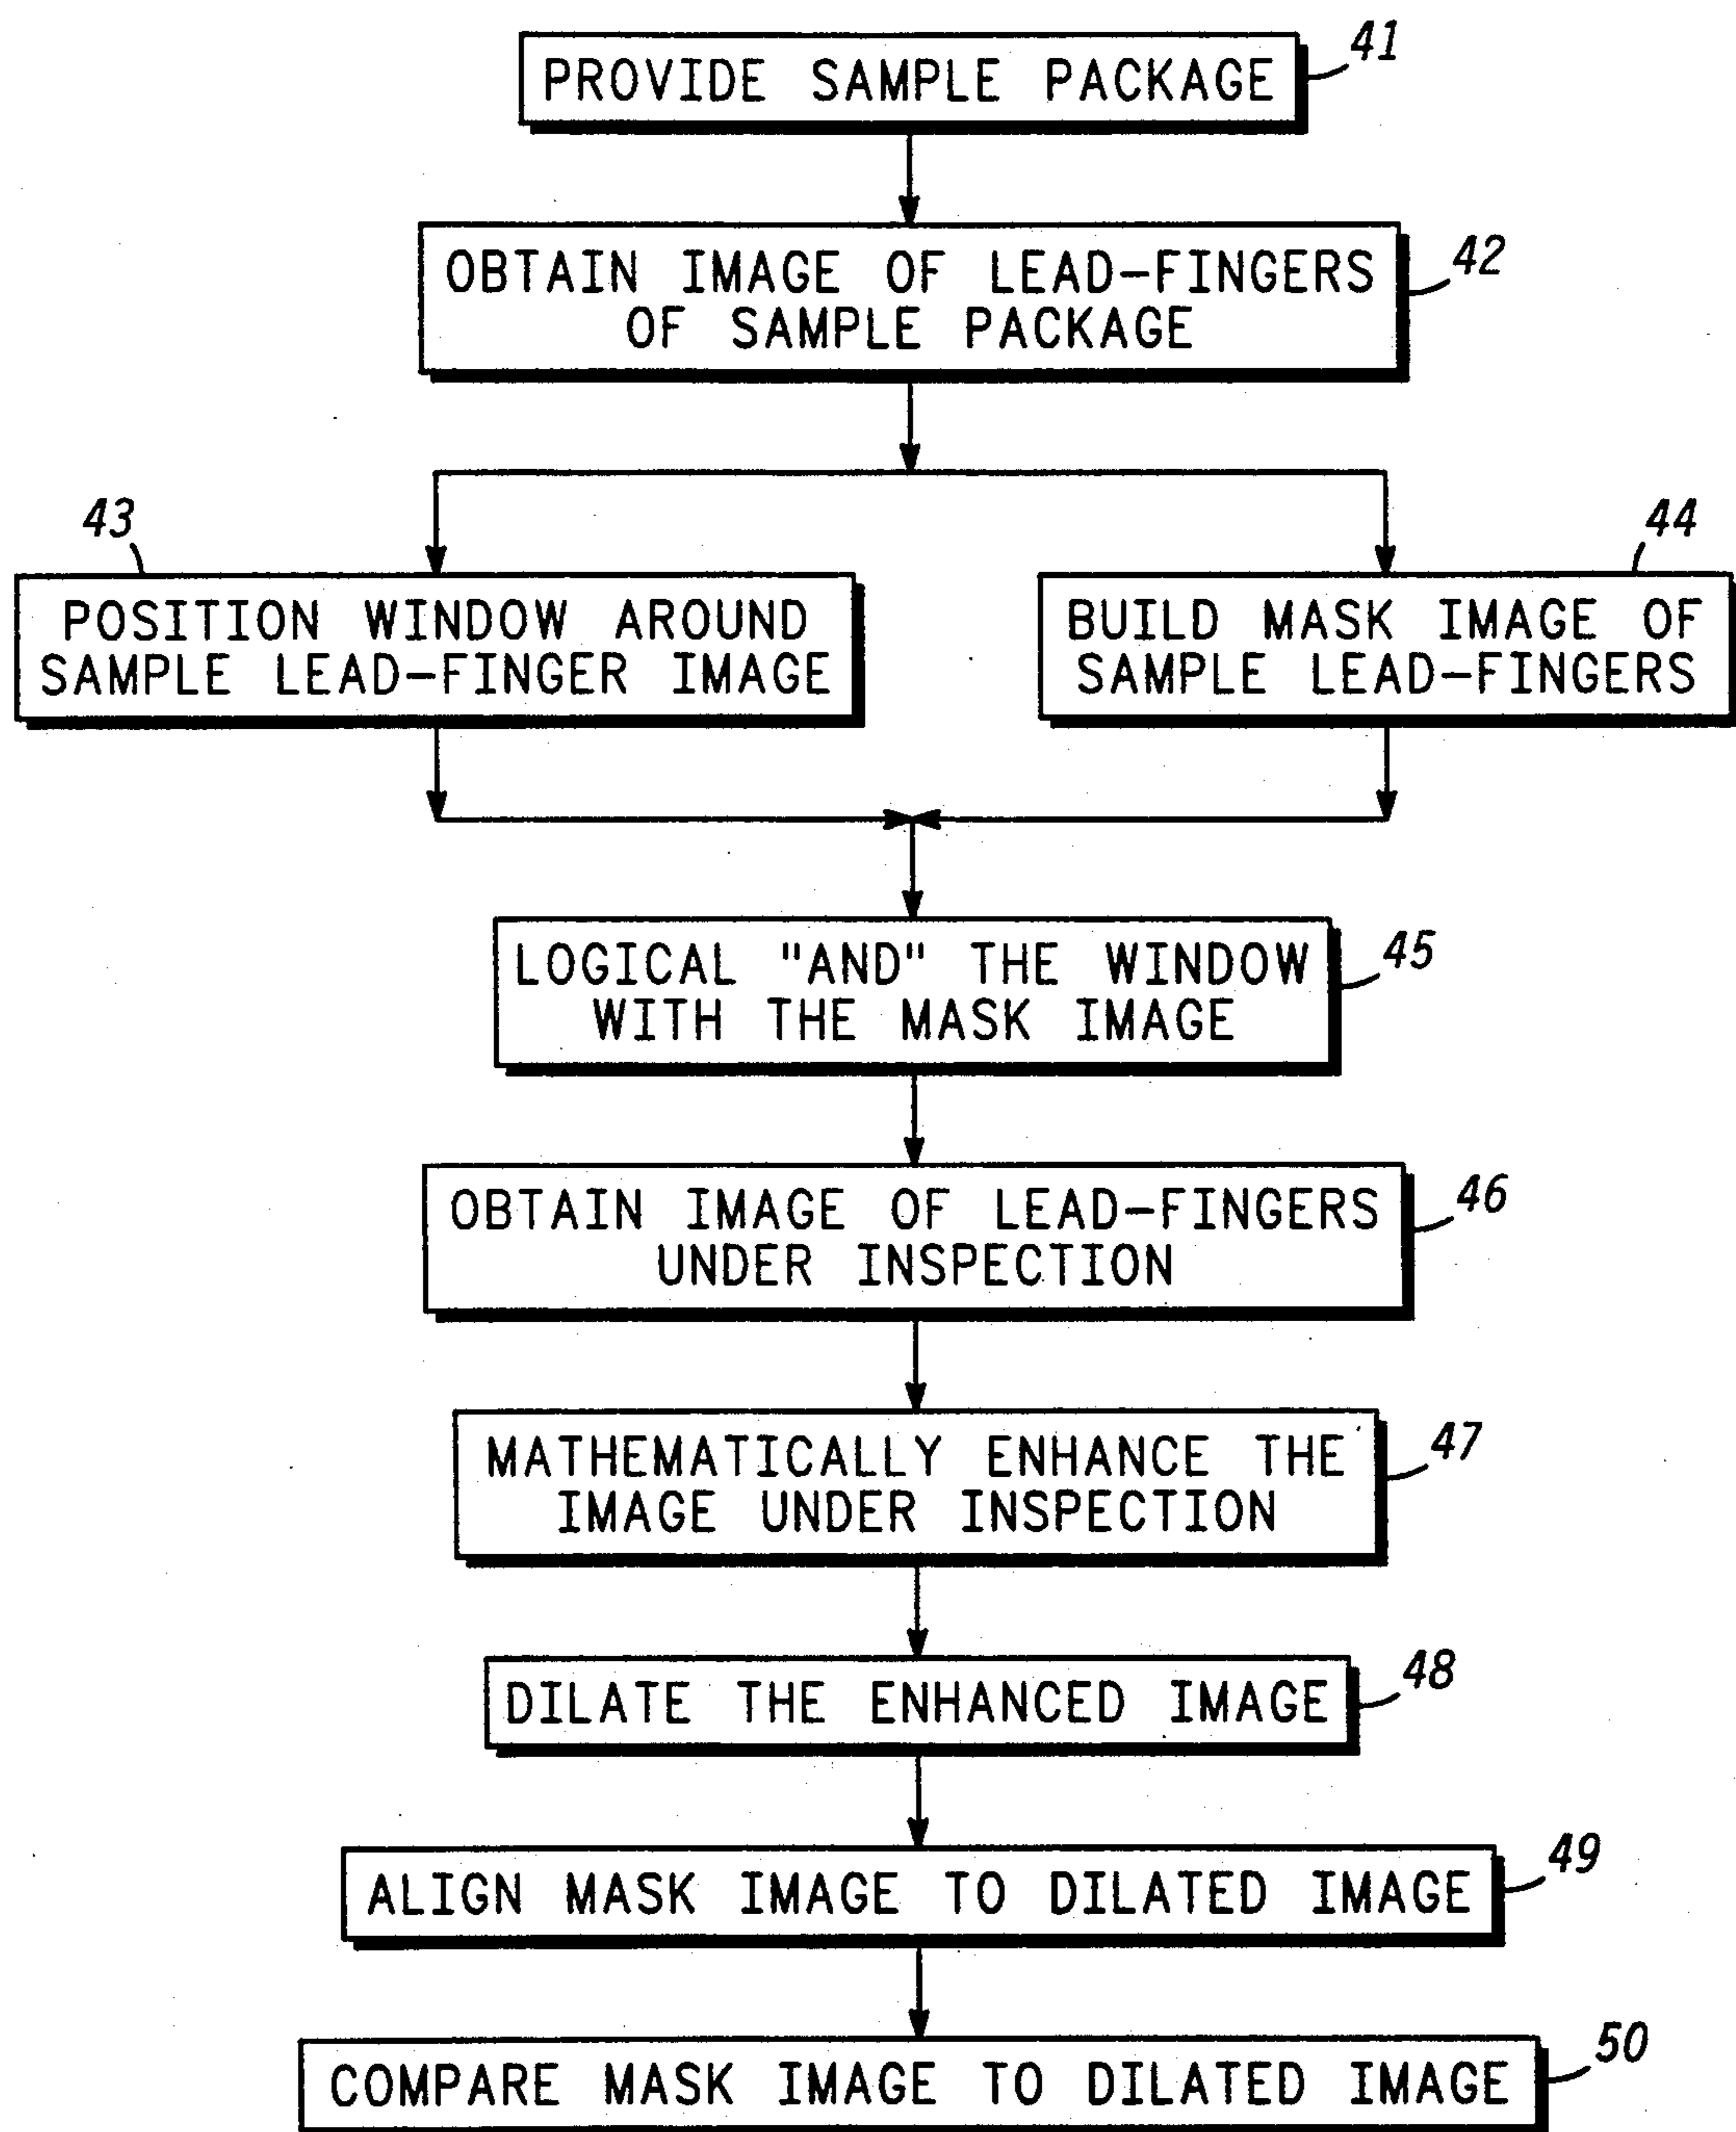 41
PROVIDE SAMPLE PACKAGE
42
OBTAIN IMAGE OF LEAD-FINGERS
OF SAMPLE PACKAGE
43
POSITION WINDOW AROUND
SAMPLE LEAD-FINGER IMAGE
44
BUILD MASK IMAGE OF
SAMPLE LEAD-FINGERS
45
LOGICAL "AND" THE WINDOW
WITH THE MASK IMAGE
46
OBTAIN IMAGE OF LEAD-FINGERS
UNDER INSPECTION
47
MATHEMATICALLY ENHANCE THE
IMAGE UNDER INSPECTION
48
DILATE THE ENHANCED IMAGE
49
ALIGN MASK IMAGE TO DILATED IMAGE
50
COMPARE MASK IMAGE TO DILATED IMAGE